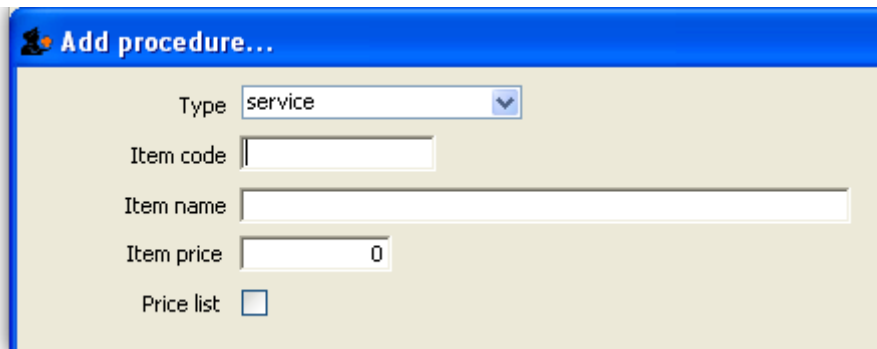 Add procedure...
Type service
Item code
Item name
Item price 0
Price list